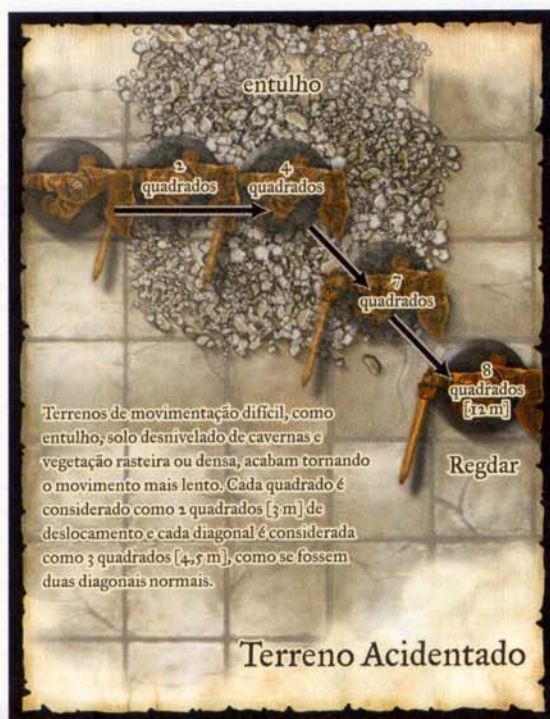 entulho
2
quadrados
4
quadrados
7
quadrados
8
quadrados
[12 m]
Regdar
Terrenos de movimentação difícil, como
entulho, solo desnivelado de cavernas e
vegetação rasteira ou densa, acabam tornando
o movimento mais lento. Cada quadrado é
considerado como 2 quadrados [3 m] de
deslocamento e cada diagonal é considerada
como 3 quadrados [4,5 m], como se fossem
duas diagonais normais.
Terreno Acidentado